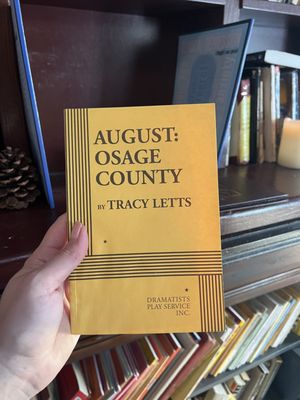 AUGUST:
OSAGE
COUNTY
BY TRACY LETTS
DRAMATISTS
PLAY SERVICE
INC.